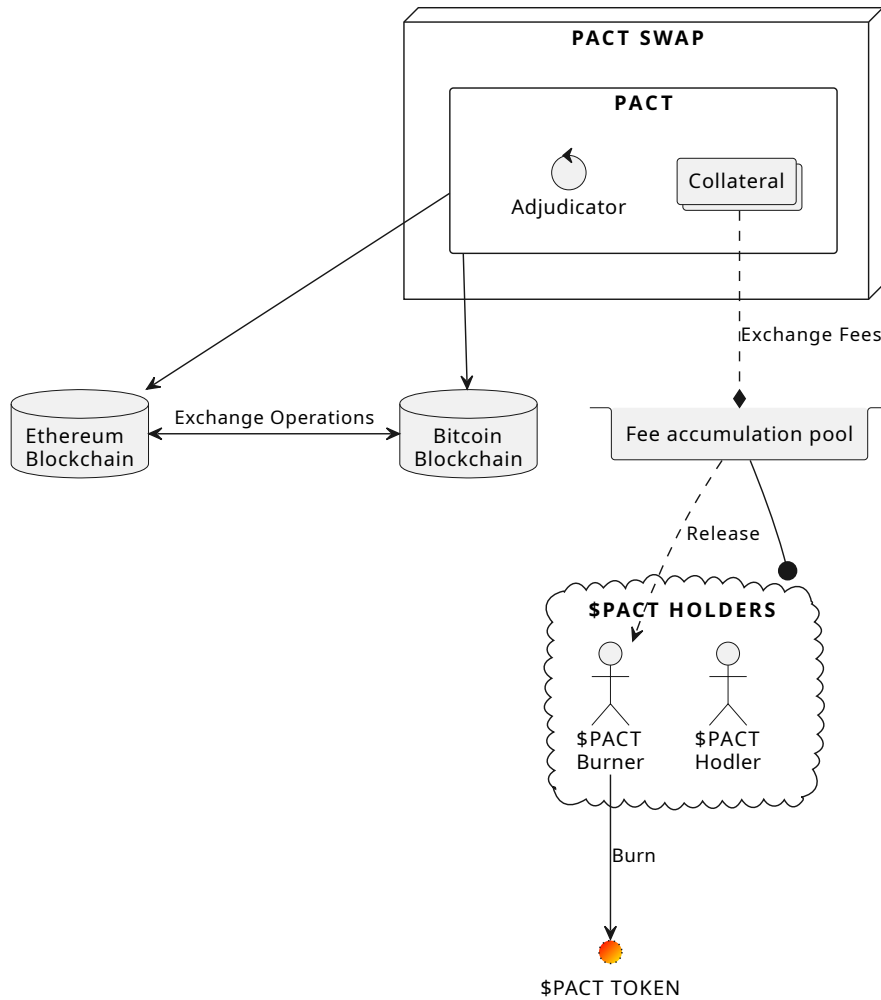 PACT SWAP
PACT
Adjudicator
Collateral
Exchange Fees
Exchange Operations
Ethereum
Blockchain
Bitcoin
Blockchain
Fee accumulation pool
Release
$PACT HOLDERS
$PACT
Burner
$PACT
Hodler
Burn
$PACT TOKEN